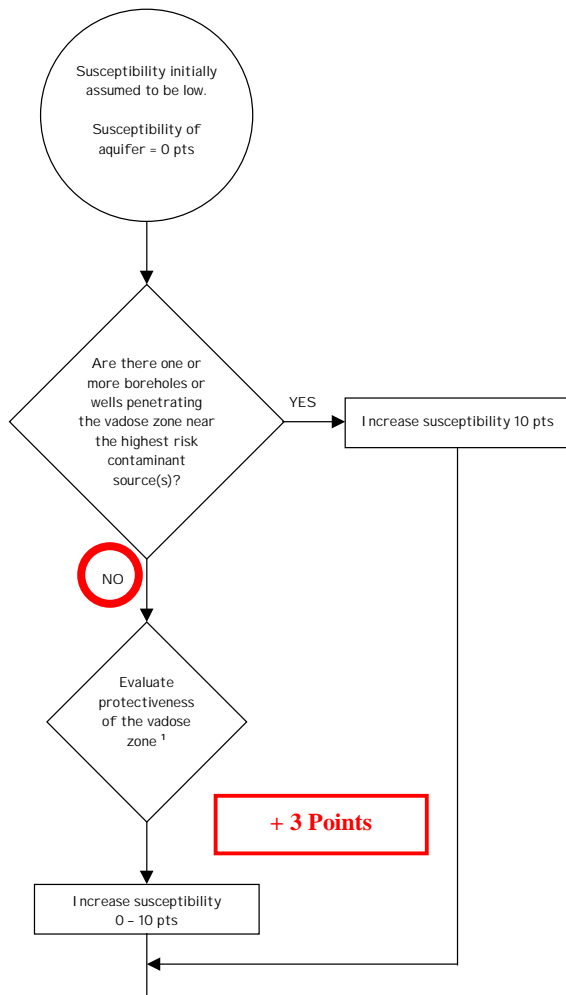 Susceptibility initially
assumed to be low.
Susceptibility of
aquifer = 0 pts
Are there one or
more boreholes or
wells penetrating
the vadose zone near
the highest risk
contaminant
source(s)?
YES
Increase susceptibility 10 pts
NO
Evaluate
protectiveness
of the vadose
zone ¹
+ 3 Points
Increase susceptibility
0 – 10 pts